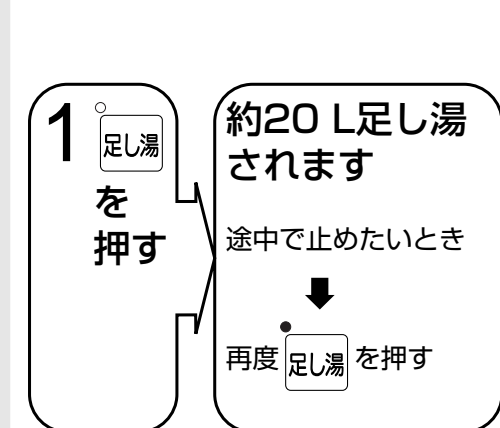 1 足し湯
を
押す
約20 L足し湯
されます
途中で止めたいとき
再度 足し湯 を押す